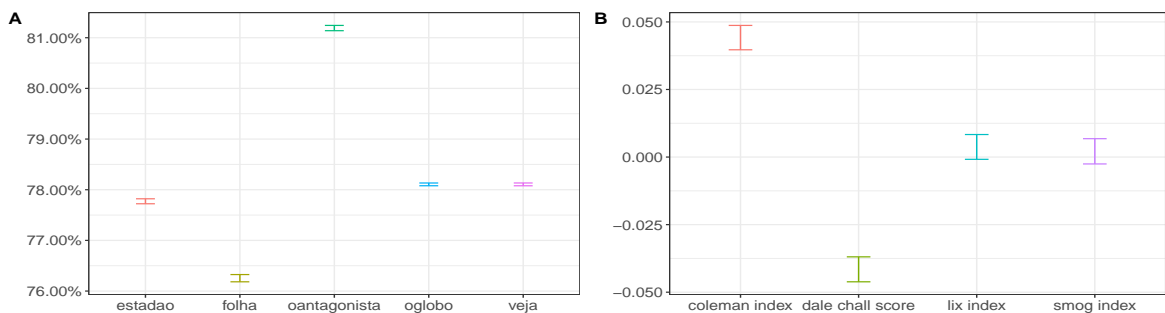 A
81.00%
80.00%
79.00%
78.00%
77.00%
76.00%
estadao folha oantagonista oglobo veja
B
0.050
0.025
0.000
−0.025
−0.050
coleman index dale chall score lix index smog index